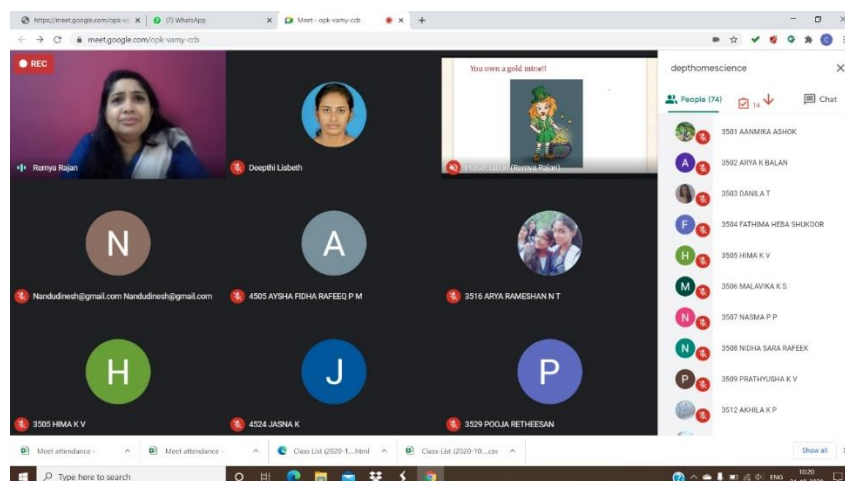 https://meet.google.com/opk-va
(7) WhatsApp
Meet - opk-vamy-ccb
meet.google.com/opk-vamy-ccb
REC
Remya Rajan
Deepthi Lisbeth
You own a gold mine!!
Presentation (Remya Rajan)
N
Nandudinesh@gmail.com Nandudinesh@gmail.com
A
4505 AYSHA FIDHA RAFEEQ P M
3516 ARYA RAMESHAN N T
H
3505 HIMA K V
J
4524 JASNA K
P
3529 POOJA RETHEESAN
depthomescience
People (74)
14
Chat
3501 AANMIKA ASHOK
A
3502 ARYA K BALAN
3503 DANILA T
F
3504 FATHIMA HEBA SHUKOOR
H
3505 HIMA K V
M
3506 MALAVIKA K S
N
3507 NASMA P P
N
3508 NIDHA SARA RAFEEK
P
3509 PRATHYUSHA K V
3512 AKHILA K P
Meet attendance -
Meet attendance -
Class List (2020-1....html
Class-List (2020-10....csv
Show all
Type here to search
ENG
10:20